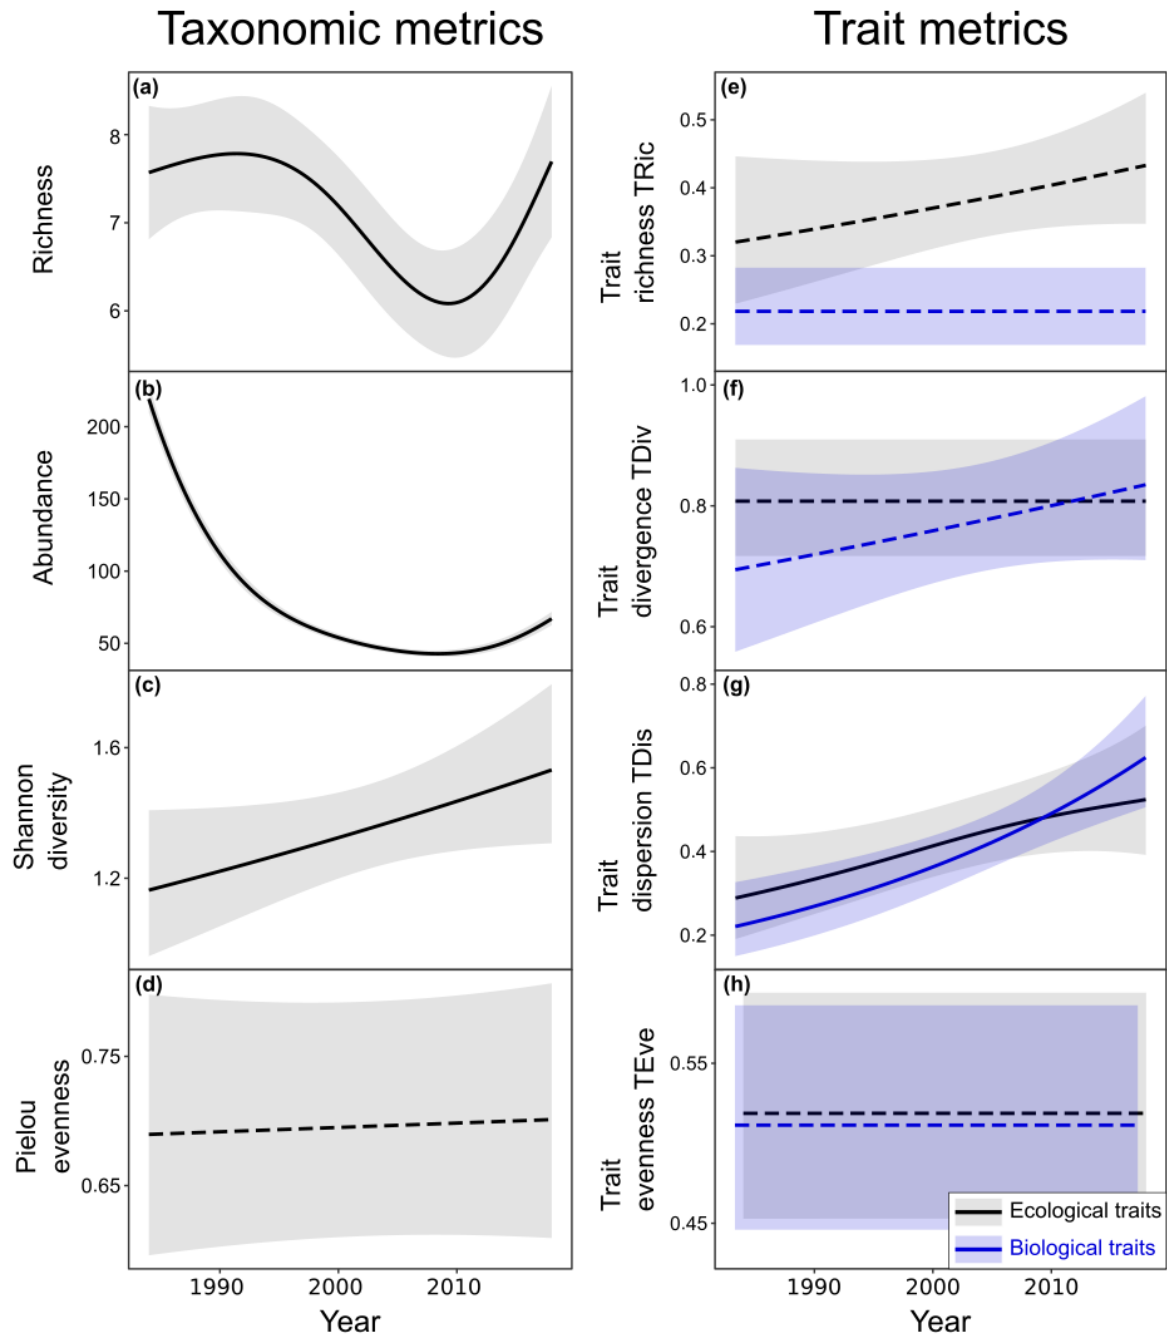 Taxonomic metrics
Trait metrics
(a)
Richness
8
7
6
(b)
Abundance
200
150
100
50
(c)
Shannon
diversity
1.6
1.2
(d)
Pielou
evenness
0.75
0.65
1990
2000
2010
Year
(e)
Trait
richness TRic
0.5
0.4
0.3
0.2
(f)
Trait
divergence TDiv
1.0
0.8
0.6
(g)
Trait
dispersion TDis
0.8
0.6
0.4
0.2
(h)
Trait
evenness TEve
0.55
0.45
Ecological traits
Biological traits
1990
2000
2010
Year